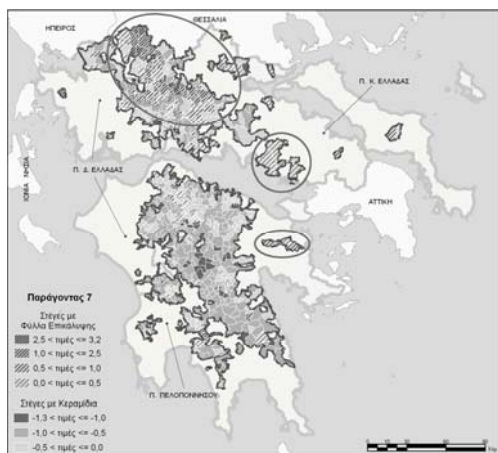 ΗΠΕΙΡΟΣ
ΘΕΣΣΑΛΙΑ
Π. Κ. ΕΛΛΑΔΑΣ
ΙΟΝΙΑ ΝΗΣΙΑ
Π. Δ. ΕΛΛΑΔΑΣ
ΑΤΤΙΚΗ
Π. ΠΕΛΟΠΟΝΝΗΣΟΥ
Παράγοντας 7
Στέγες με
Φύλλα Επικάλυψης
2,5 < τιμές <= 3,2
1,0 < τιμές <= 2,5
0,5 < τιμές <= 1,0
0,0 < τιμές <= 0,5
Στέγες με Κεραμίδια
-1,3 < τιμές <= -1,0
-1,0 < τιμές <= -0,5
-0,5 < τιμές <= 0,0